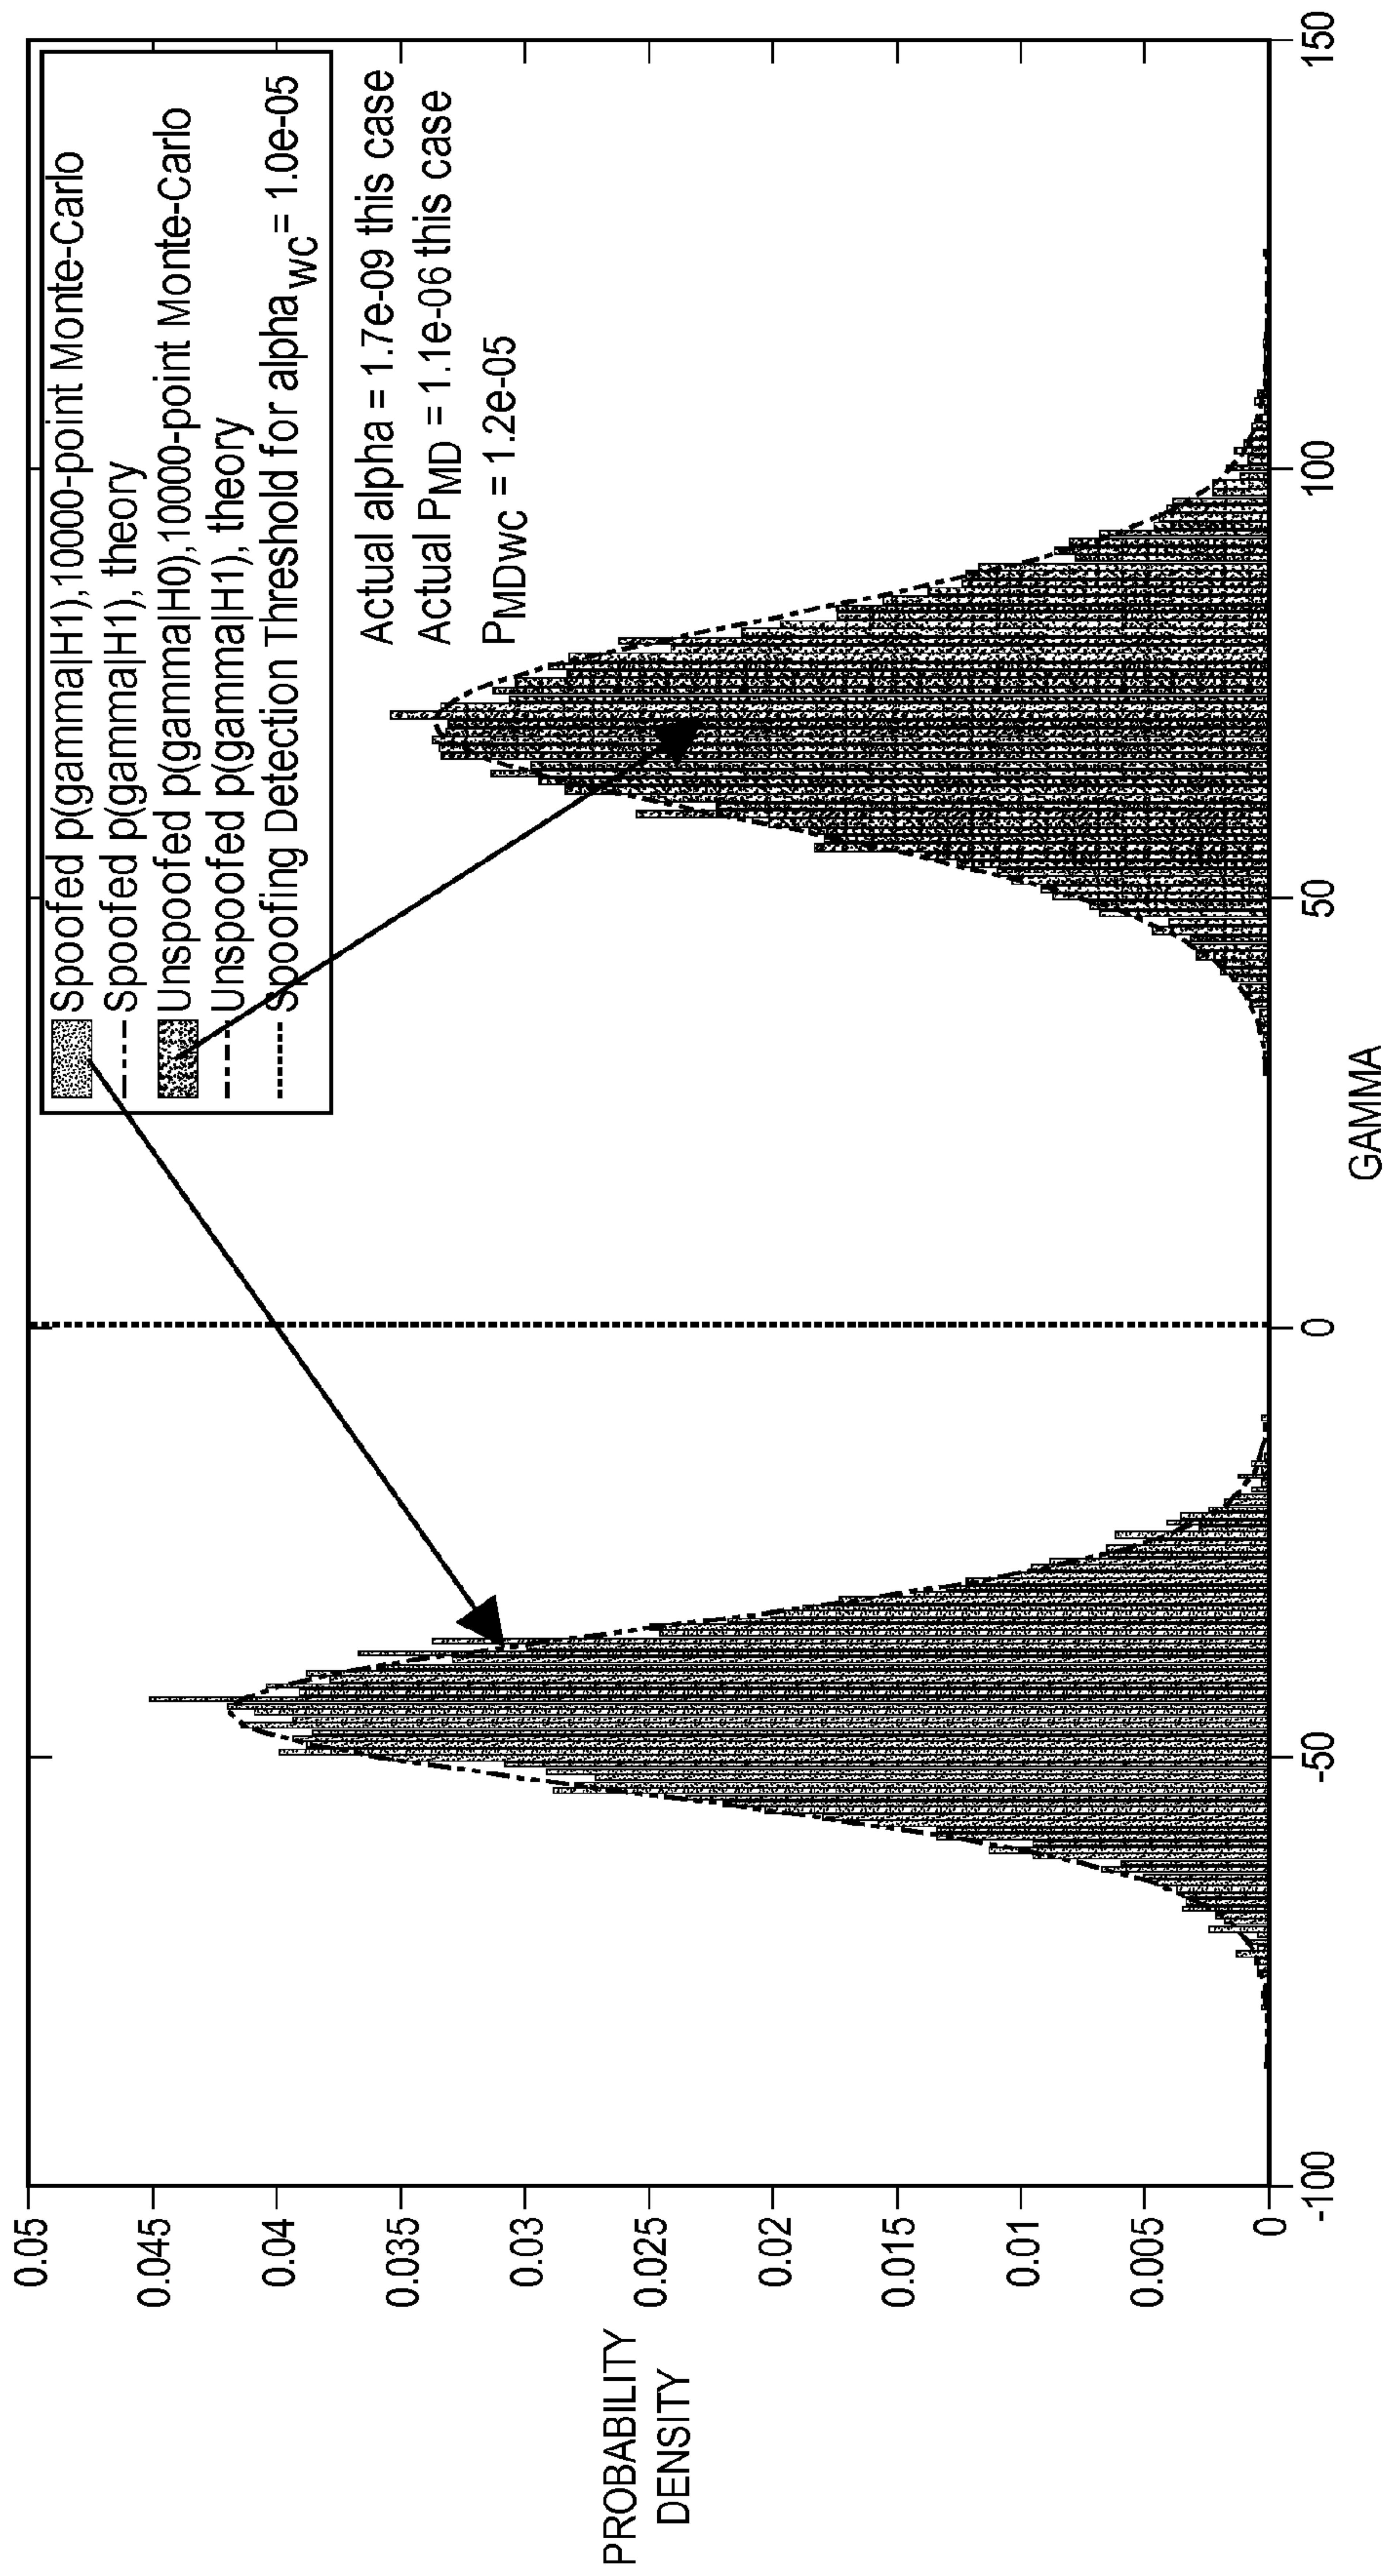 Spoofed p(gamma|H1),10000-point Monte-Carlo
Spoofed p(gamma|H1), theory
Unspoofed p(gamma|H0),10000-point Monte-Carlo
Unspoofed p(gamma|H1), theory
Spoofing Detection Threshold for alphaWC= 1.0e-05
Actual alpha = 1.7e-09 this case
Actual PMD = 1.1e-06 this case
PMDwc = 1.2e-05
0.05
0.045
0.04
0.035
0.03
0.025
0.02
0.015
0.01
0.005
0
PROBABILITY
DENSITY
-100
-50
0
50
100
150
GAMMA